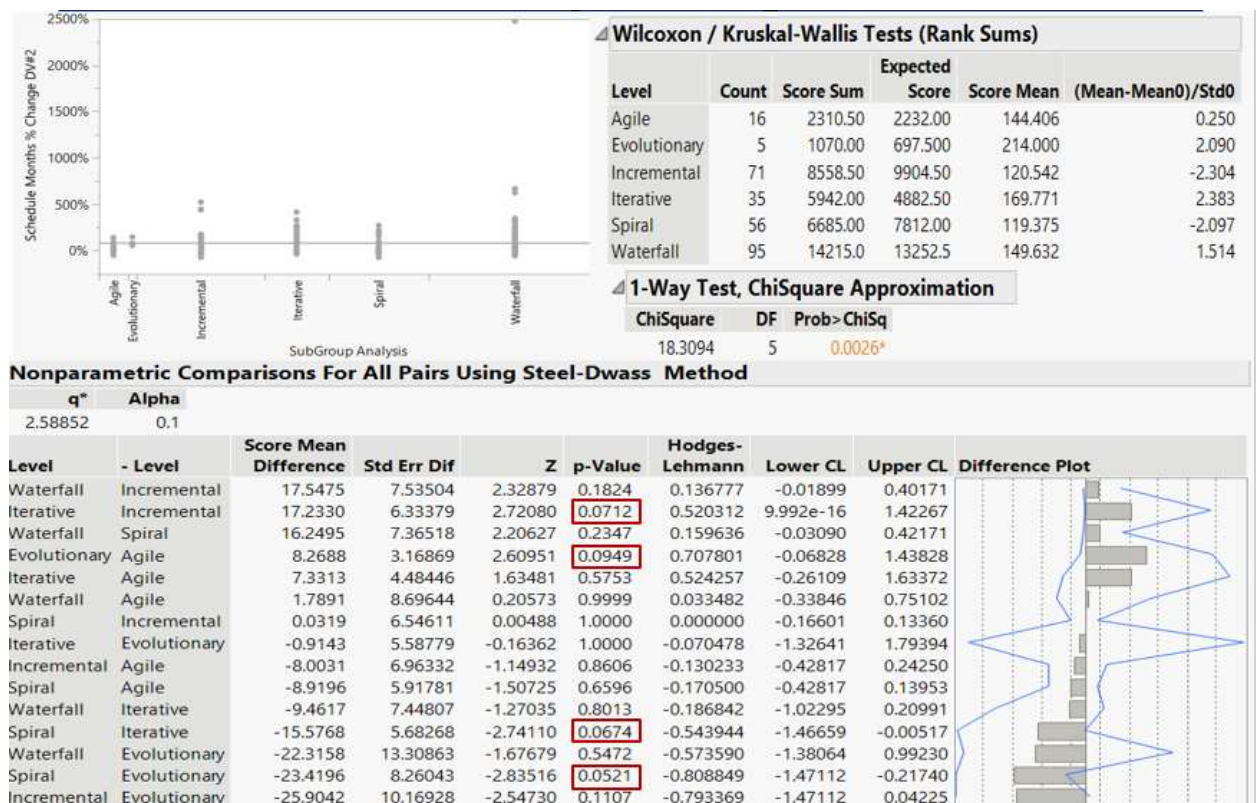 2500%
2000%
1500%
1000%
500%
0%
Schedule Months % Change DV#2
Agile
Evolutionary
Incremental
Iterative
Spiral
Waterfall
SubGroup Analysis
Wilcoxon / Kruskal-Wallis Tests (Rank Sums)
Expected
Level Count Score Sum Score Score Mean (Mean-Mean0)/Std0
Agile 16 2310.50 2232.00 144.406 0.250
Evolutionary 5 1070.00 697.500 214.000 2.090
Incremental 71 8558.50 9904.50 120.542 -2.304
Iterative 35 5942.00 4882.50 169.771 2.383
Spiral 56 6685.00 7812.00 119.375 -2.097
Waterfall 95 14215.0 13252.5 149.632 1.514
1-Way Test, ChiSquare Approximation
ChiSquare DF Prob>ChiSq
18.3094 5 0.0026*
Nonparametric Comparisons For All Pairs Using Steel-Dwass Method
q* Alpha
2.58852 0.1
Score Mean Hodges-
Level - Level Difference Std Err Dif Z p-Value Lehmann Lower CL Upper CL Difference Plot
Waterfall Incremental 17.5475 7.53504 2.32879 0.1824 0.136777 -0.01899 0.40171
Iterative Incremental 17.2330 6.33379 2.72080 0.0712 0.520312 9.992e-16 1.42267
Waterfall Spiral 16.2495 7.36518 2.20627 0.2347 0.159636 -0.03090 0.42171
Evolutionary Agile 8.2688 3.16869 2.60951 0.0949 0.707801 -0.06828 1.43828
Iterative Agile 7.3313 4.48446 1.63481 0.5753 0.524257 -0.26109 1.63372
Waterfall Agile 1.7891 8.69644 0.20573 0.9999 0.033482 -0.33846 0.75102
Spiral Incremental 0.0319 6.54611 0.00488 1.0000 0.000000 -0.16601 0.13360
Iterative Evolutionary -0.9143 5.58779 -0.16362 1.0000 -0.070478 -1.32641 1.79394
Incremental Agile -8.0031 6.96332 -1.14932 0.8606 -0.130233 -0.42817 0.24250
Spiral Agile -8.9196 5.91781 -1.50725 0.6596 -0.170500 -0.42817 0.13953
Waterfall Iterative -9.4617 7.44807 -1.27035 0.8013 -0.186842 -1.02295 0.20991
Spiral Iterative -15.5768 5.68268 -2.74110 0.0674 -0.543944 -1.46659 -0.00517
Waterfall Evolutionary -22.3158 13.30863 -1.67679 0.5472 -0.573590 -1.38064 0.99230
Spiral Evolutionary -23.4196 8.26043 -2.83516 0.0521 -0.808849 -1.47112 -0.21740
Incremental Evolutionary -25.9042 10.16928 -2.54730 0.1107 -0.793369 -1.47112 0.04225